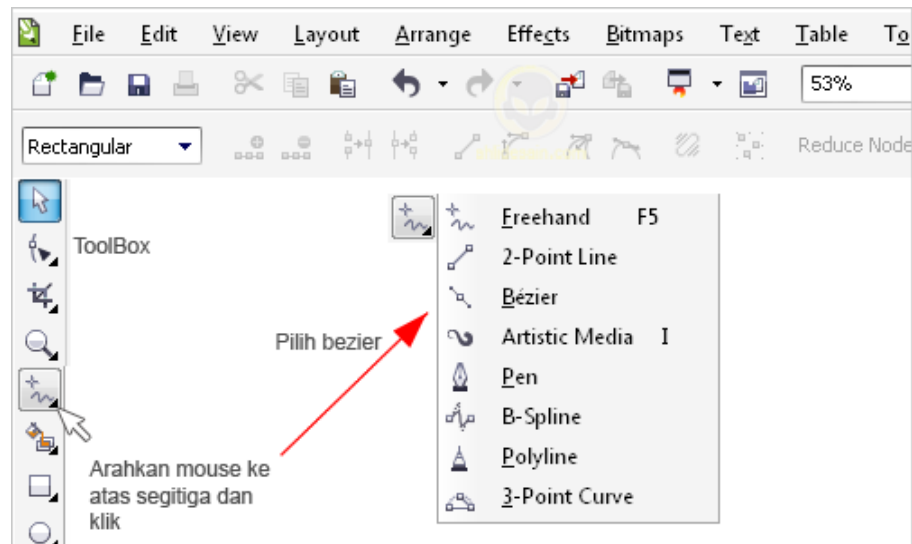 File Edit View Layout Arrange Effects Bitmaps Text Table To
53%
Rectangular Reduce Node
ToolBox
Freehand F5
2-Point Line
Bézier
Pilih bezier
Artistic Media I
Pen
B-Spline
Polyline
3-Point Curve
Arahkan mouse ke
atas segitiga dan
klik